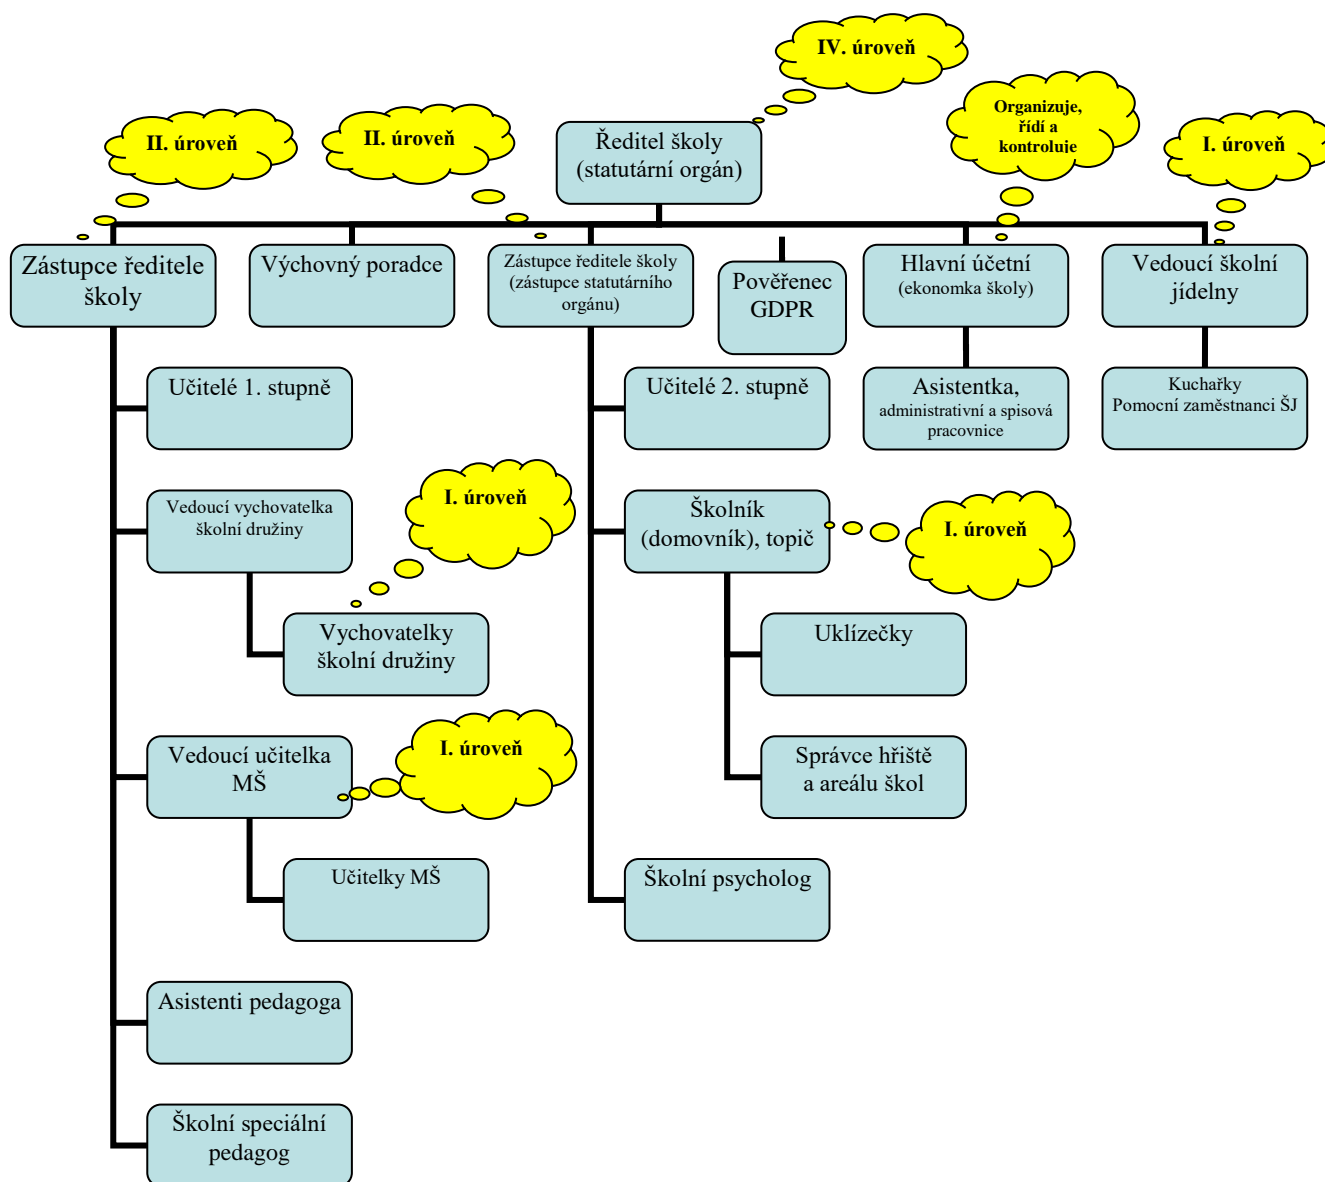 IV. úroveň
Organizuje,
řídí a
kontroluje
II. úroveň
II. úroveň
I. úroveň
Ředitel školy
(statutární orgán)
Zástupce ředitele
školy
Výchovný poradce
Zástupce ředitele školy
(zástupce statutárního
orgánu)
Pověřenec
GDPR
Hlavní účetní
(ekonomka školy)
Vedoucí školní
jídelny
Učitelé 1. stupně
Učitelé 2. stupně
Asistentka,
administrativní a spisová
pracovnice
Kuchařky
Pomocní zaměstnanci ŠJ
I. úroveň
Vedoucí vychovatelka
školní družiny
Školník
(domovník), topič
I. úroveň
Vychovatelky
školní družiny
Uklízečky
I. úroveň
Vedoucí učitelka
MŠ
Správce hřiště
a areálu škol
Učitelky MŠ
Školní psycholog
Asistenti pedagoga
Školní speciální
pedagog